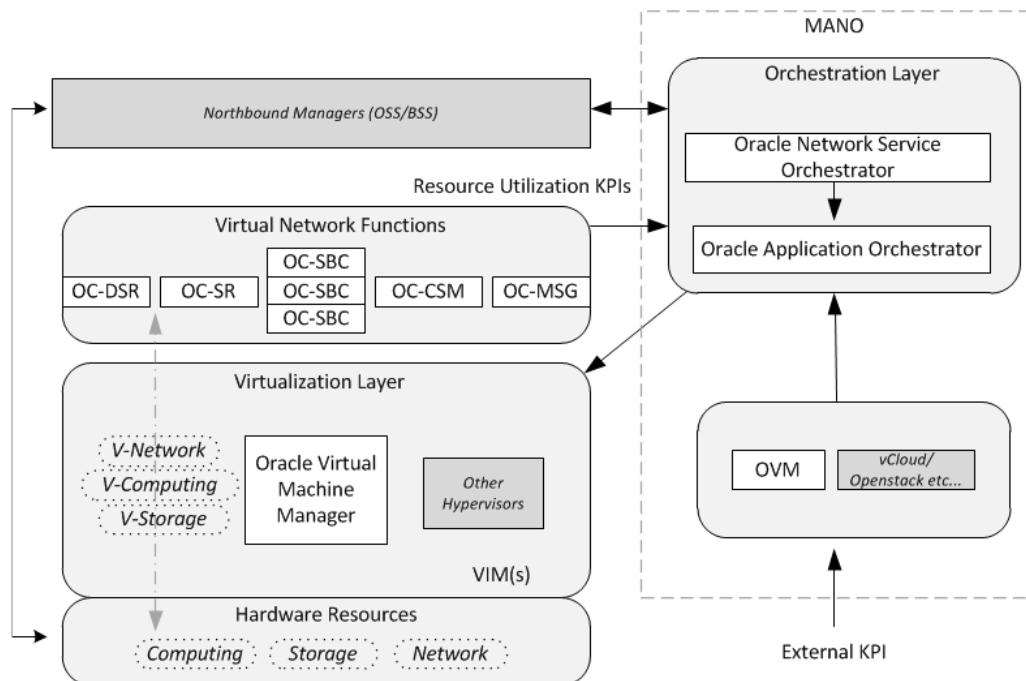 MANO
Orchestration Layer
Northbound Managers (OSS/BSS)
Oracle Network Service
Orchestrator
Resource Utilization KPIs
Virtual Network Functions
Oracle Application Orchestrator
OC-SBC
OC-DSR
OC-SR
OC-SBC
OC-CSM
OC-MSG
OC-SBC
Virtualization Layer
V-Network
V-Computing
V-Storage
Oracle Virtual
Machine
Manager
Other
Hypervisors
OVM
vCloud/
Openstack etc...
VIM(s)
Hardware Resources
Computing
Storage
Network
External KPI